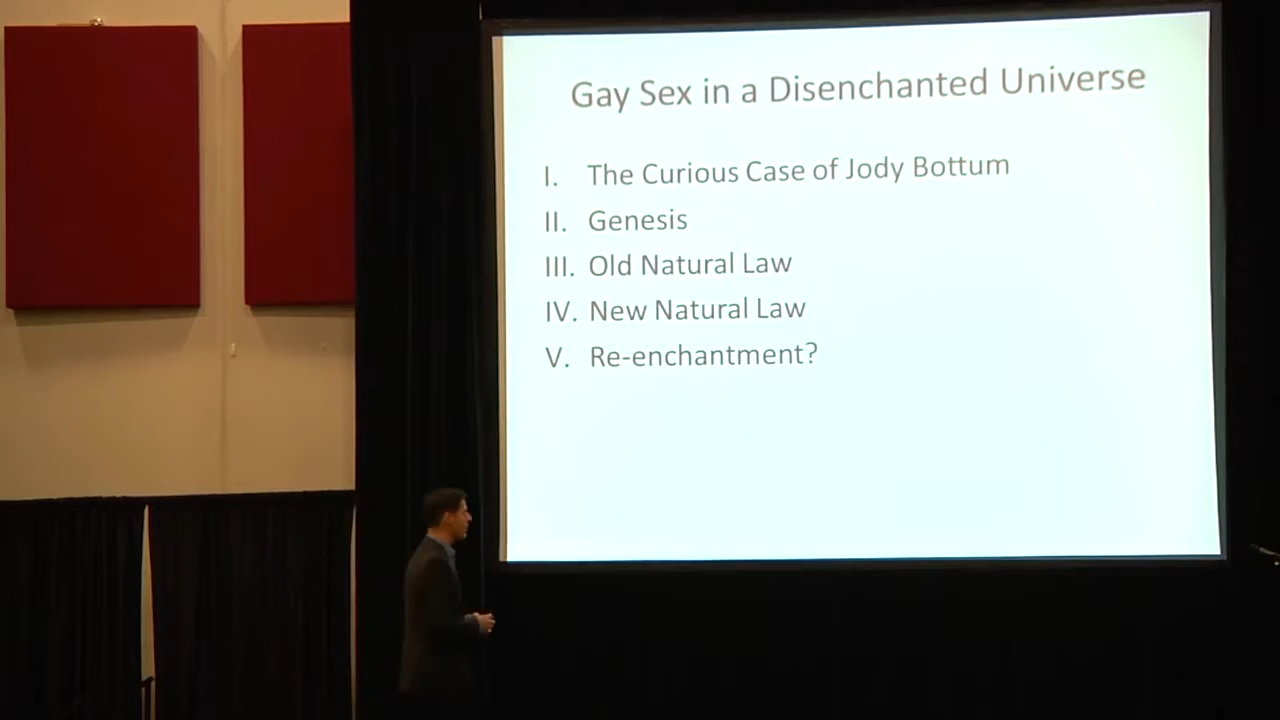 Gay Sex in a Disenchanted Universe
I. The Curious Case of Jody Bottum
II. Genesis
III. Old Natural Law
IV. New Natural Law
V. Re-enchantment?